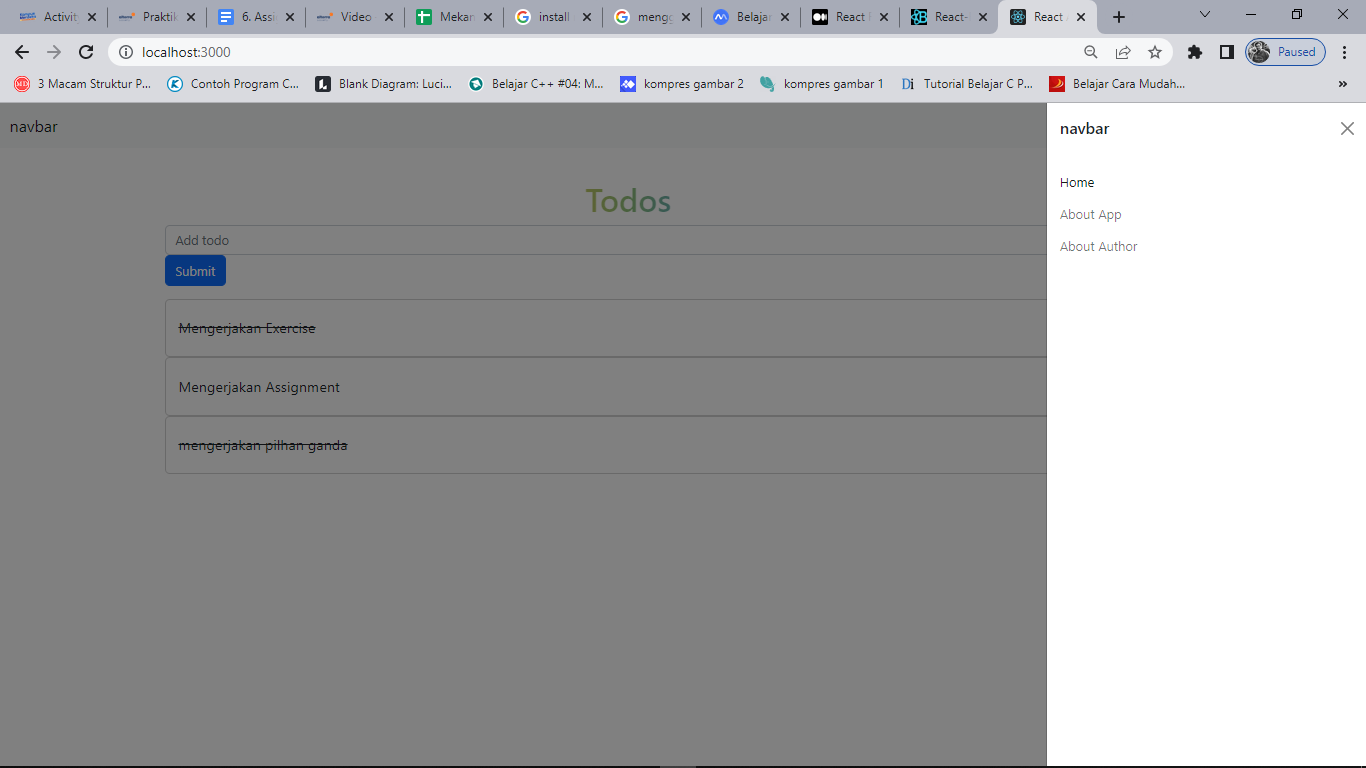 Activit
Praktik
6. Assi
Video
Mekan
install
mengg
Belajar
React
React-
React
localhost:3000
Paused
3 Macam Struktur P...
Contoh Program C...
Blank Diagram: Luci...
Belajar C++ #04: M...
kompres gambar 2
kompres gambar 1
Di
Tutorial Belajar C P...
Belajar Cara Mudah...
»
navbar
Todos
Add todo
Submit
Mengerjakan Exercise
Mengerjakan Assignment
mengerjakan pilhan ganda
navbar
Home
About App
About Author